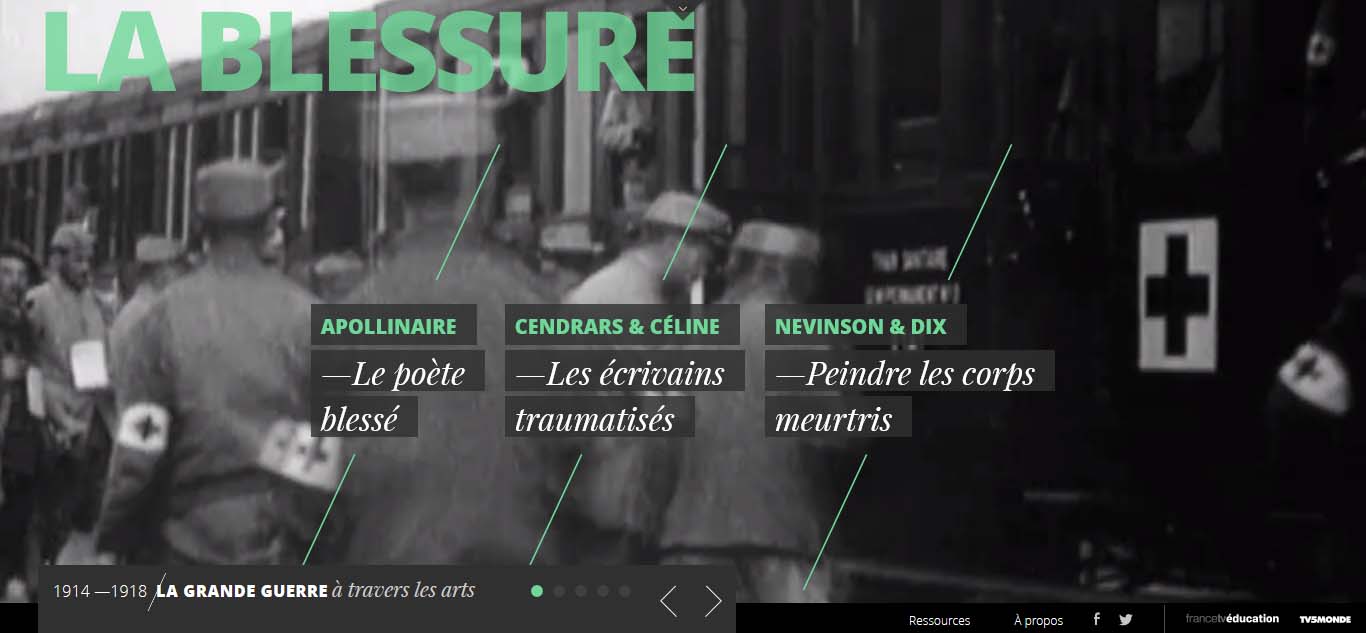 LA BLESSURE
APOLLINAIRE
—Le poète
blessé
CENDRARS & CÉLINE
—Les écrivains
traumatisés
NEVINSON & DIX
—Peindre les corps
meurtris
1914 —1918 / LA GRANDE GUERRE à travers les arts
Ressources
À propos
francetvéducation
TV5MONDE